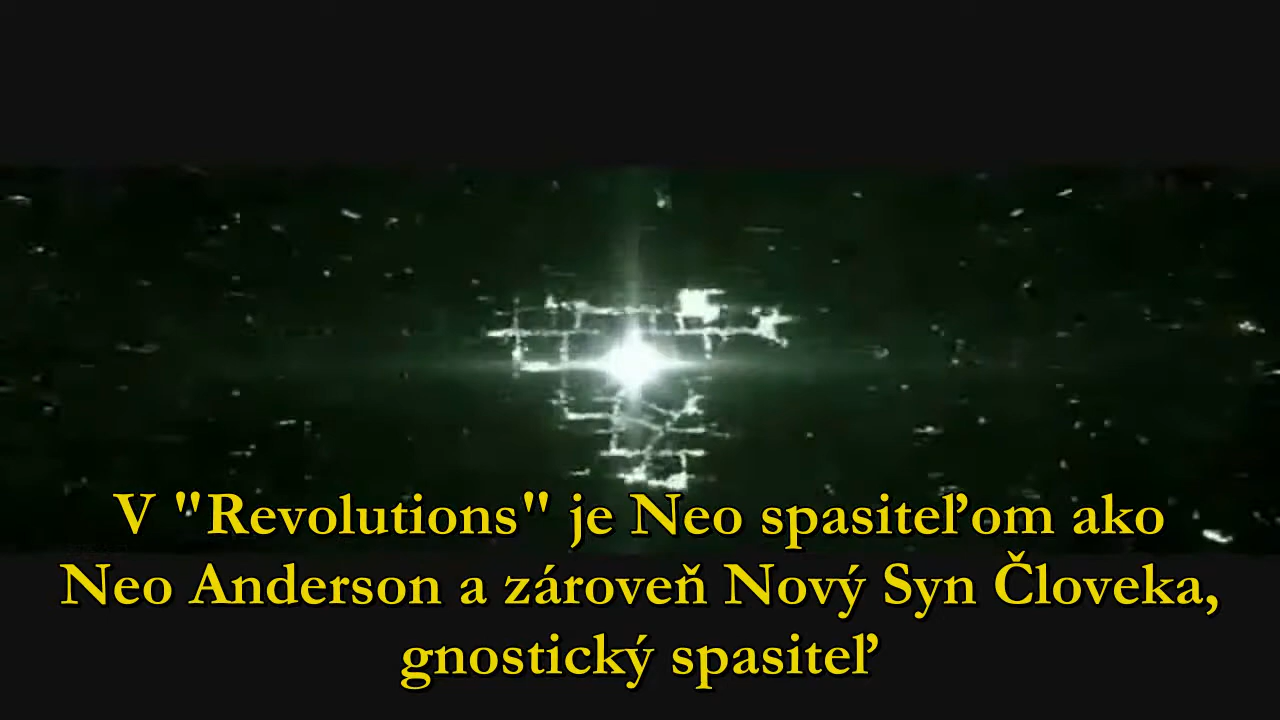 V "Revolutions" je Neo spasiteľom ako
Neo Anderson a zároveň Nový Syn Človeka,
gnostický spasiteľ